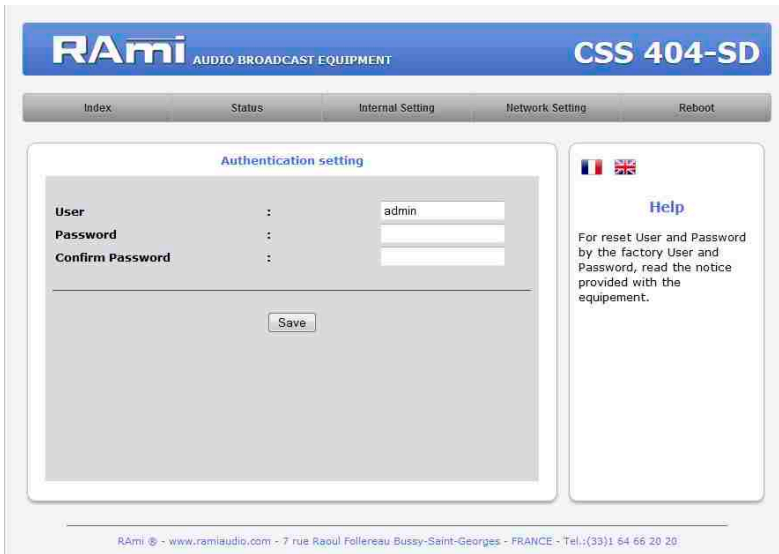 RAmi AUDIO BROADCAST EQUIPMENT CSS 404-SD
Index Status Internal Setting Network Setting Reboot
Authentication setting
User : admin
Password :
Confirm Password :
Save
Help
For reset User and Password
by the factory User and
Password, read the notice
provided with the
equipement.
RAmi ® - www.ramiaudio.com - 7 rue Raoul Follereau Bussy-Saint-Georges - FRANCE - Tel.:(33)1 64 66 20 20